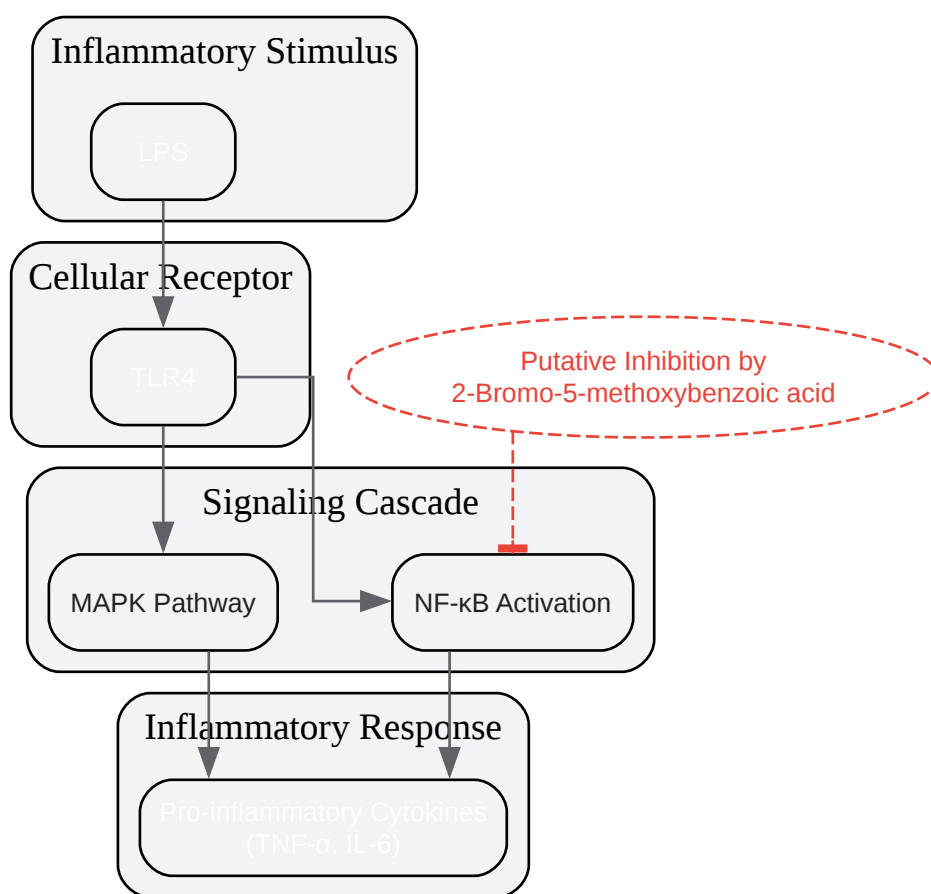 Inflammatory Stimulus
LPS
Cellular Receptor
TLR4
Putative Inhibition by
2-Bromo-5-methoxybenzoic acid
Signaling Cascade
MAPK Pathway
NF-κB Activation
Inflammatory Response
Pro-inflammatory Cytokines
(TNF-α, IL-6)